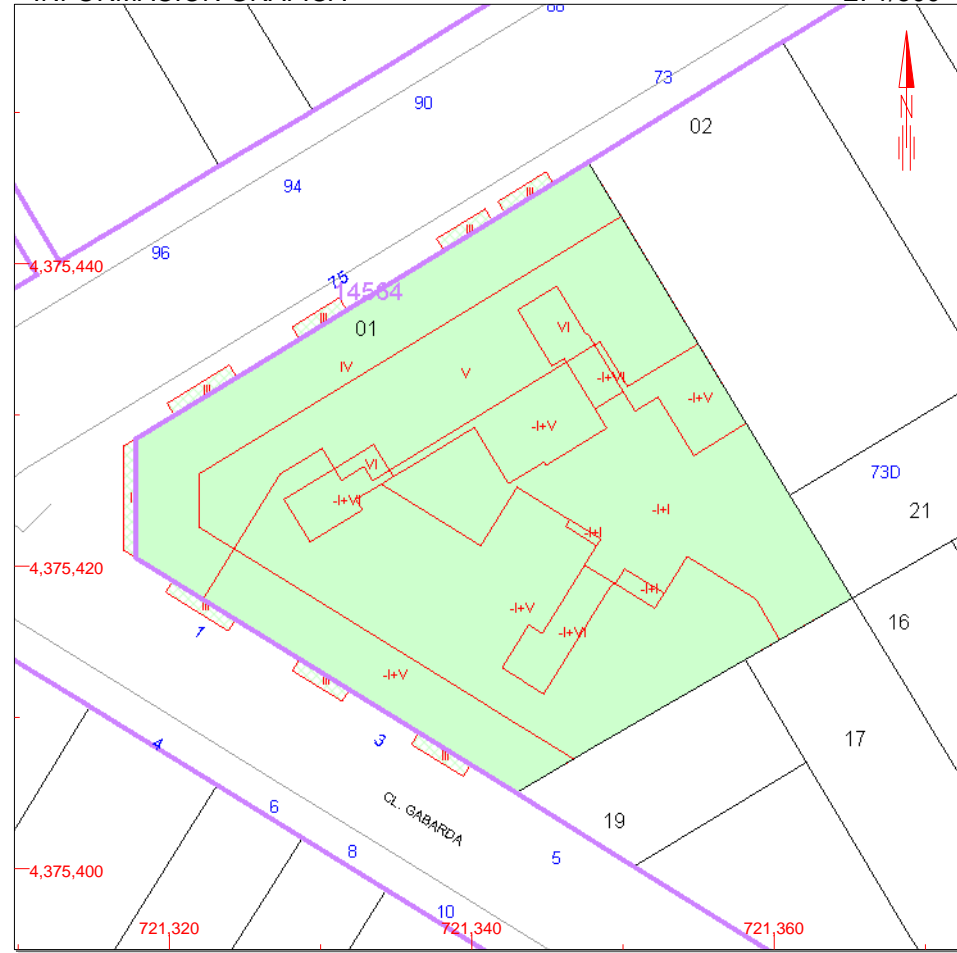 88
73
90
02
N
94
96
4,375,440
75
14564
01
III
III
III
III
IV
V
VI
-I+VI
-I+V
-I+V
VI
-I+VI
I
73D
21
-I+I
-I+I
4,375,420
-I+I
-I+V
-I+VI
III
1
16
III
-I+V
4
3
17
III
6
CL. GABARDA
19
8
5
4,375,400
10
721,320
721,340
721,360